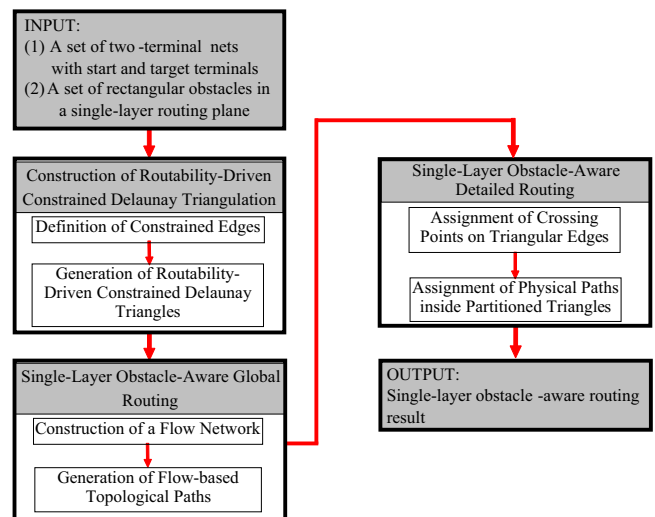 INPUT:
(1) A set of two -terminal nets
with start and target terminals
(2) A set of rectangular obstacles in
a single-layer routing plane
Construction of Routability-Driven
Constrained Delaunay Triangulation
Definition of Constrained Edges
Generation of Routability-
Driven Constrained Delaunay
Triangles
Single-Layer Obstacle-Aware Global
Routing
Construction of a Flow Network
Generation of Flow-based
Topological Paths
Single-Layer Obstacle-Aware
Detailed Routing
Assignment of Crossing
Points on Triangular Edges
Assignment of Physical Paths
inside Partitioned Triangles
OUTPUT:
Single-layer obstacle -aware routing
result